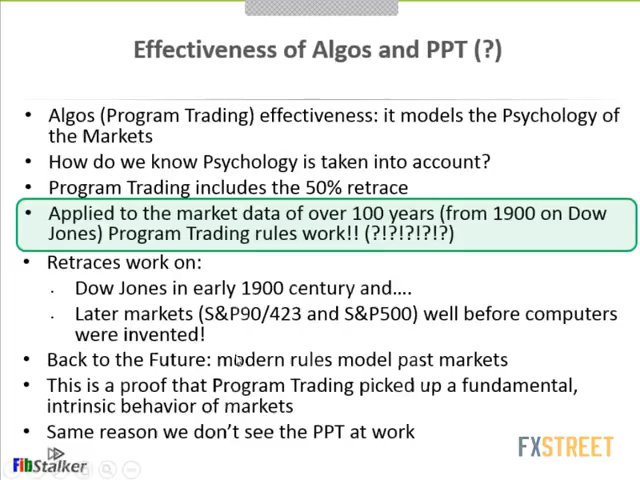 Effectiveness of Algos and PPT (?)
• Algos (Program Trading) effectiveness: it models the Psychology of
the Markets
• How do we know Psychology is taken into account?
• Program Trading includes the 50% retrace
• Applied to the market data of over 100 years (from 1900 on Dow
Jones) Program Trading rules work!! (?!?!?!?!?)
• Retraces work on:
• Dow Jones in early 1900 century and….
• Later markets (S&P90/423 and S&P500) well before computers
were invented!
• Back to the Future: modern rules model past markets
• This is a proof that Program Trading picked up a fundamental,
intrinsic behavior of markets
• Same reason we don’t see the PPT at work
FibStalker
FXSTREET